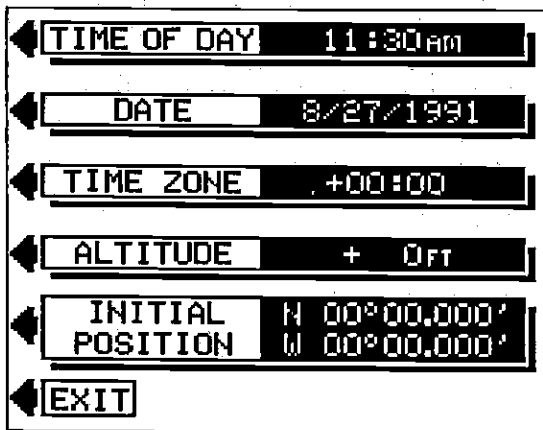 TIME OF DAY 11:30AM
DATE 8/27/1991
TIME ZONE +00:00
ALTITUDE + 0FT
INITIAL POSITION N 00°00.000'
W 00°00.000'
EXIT